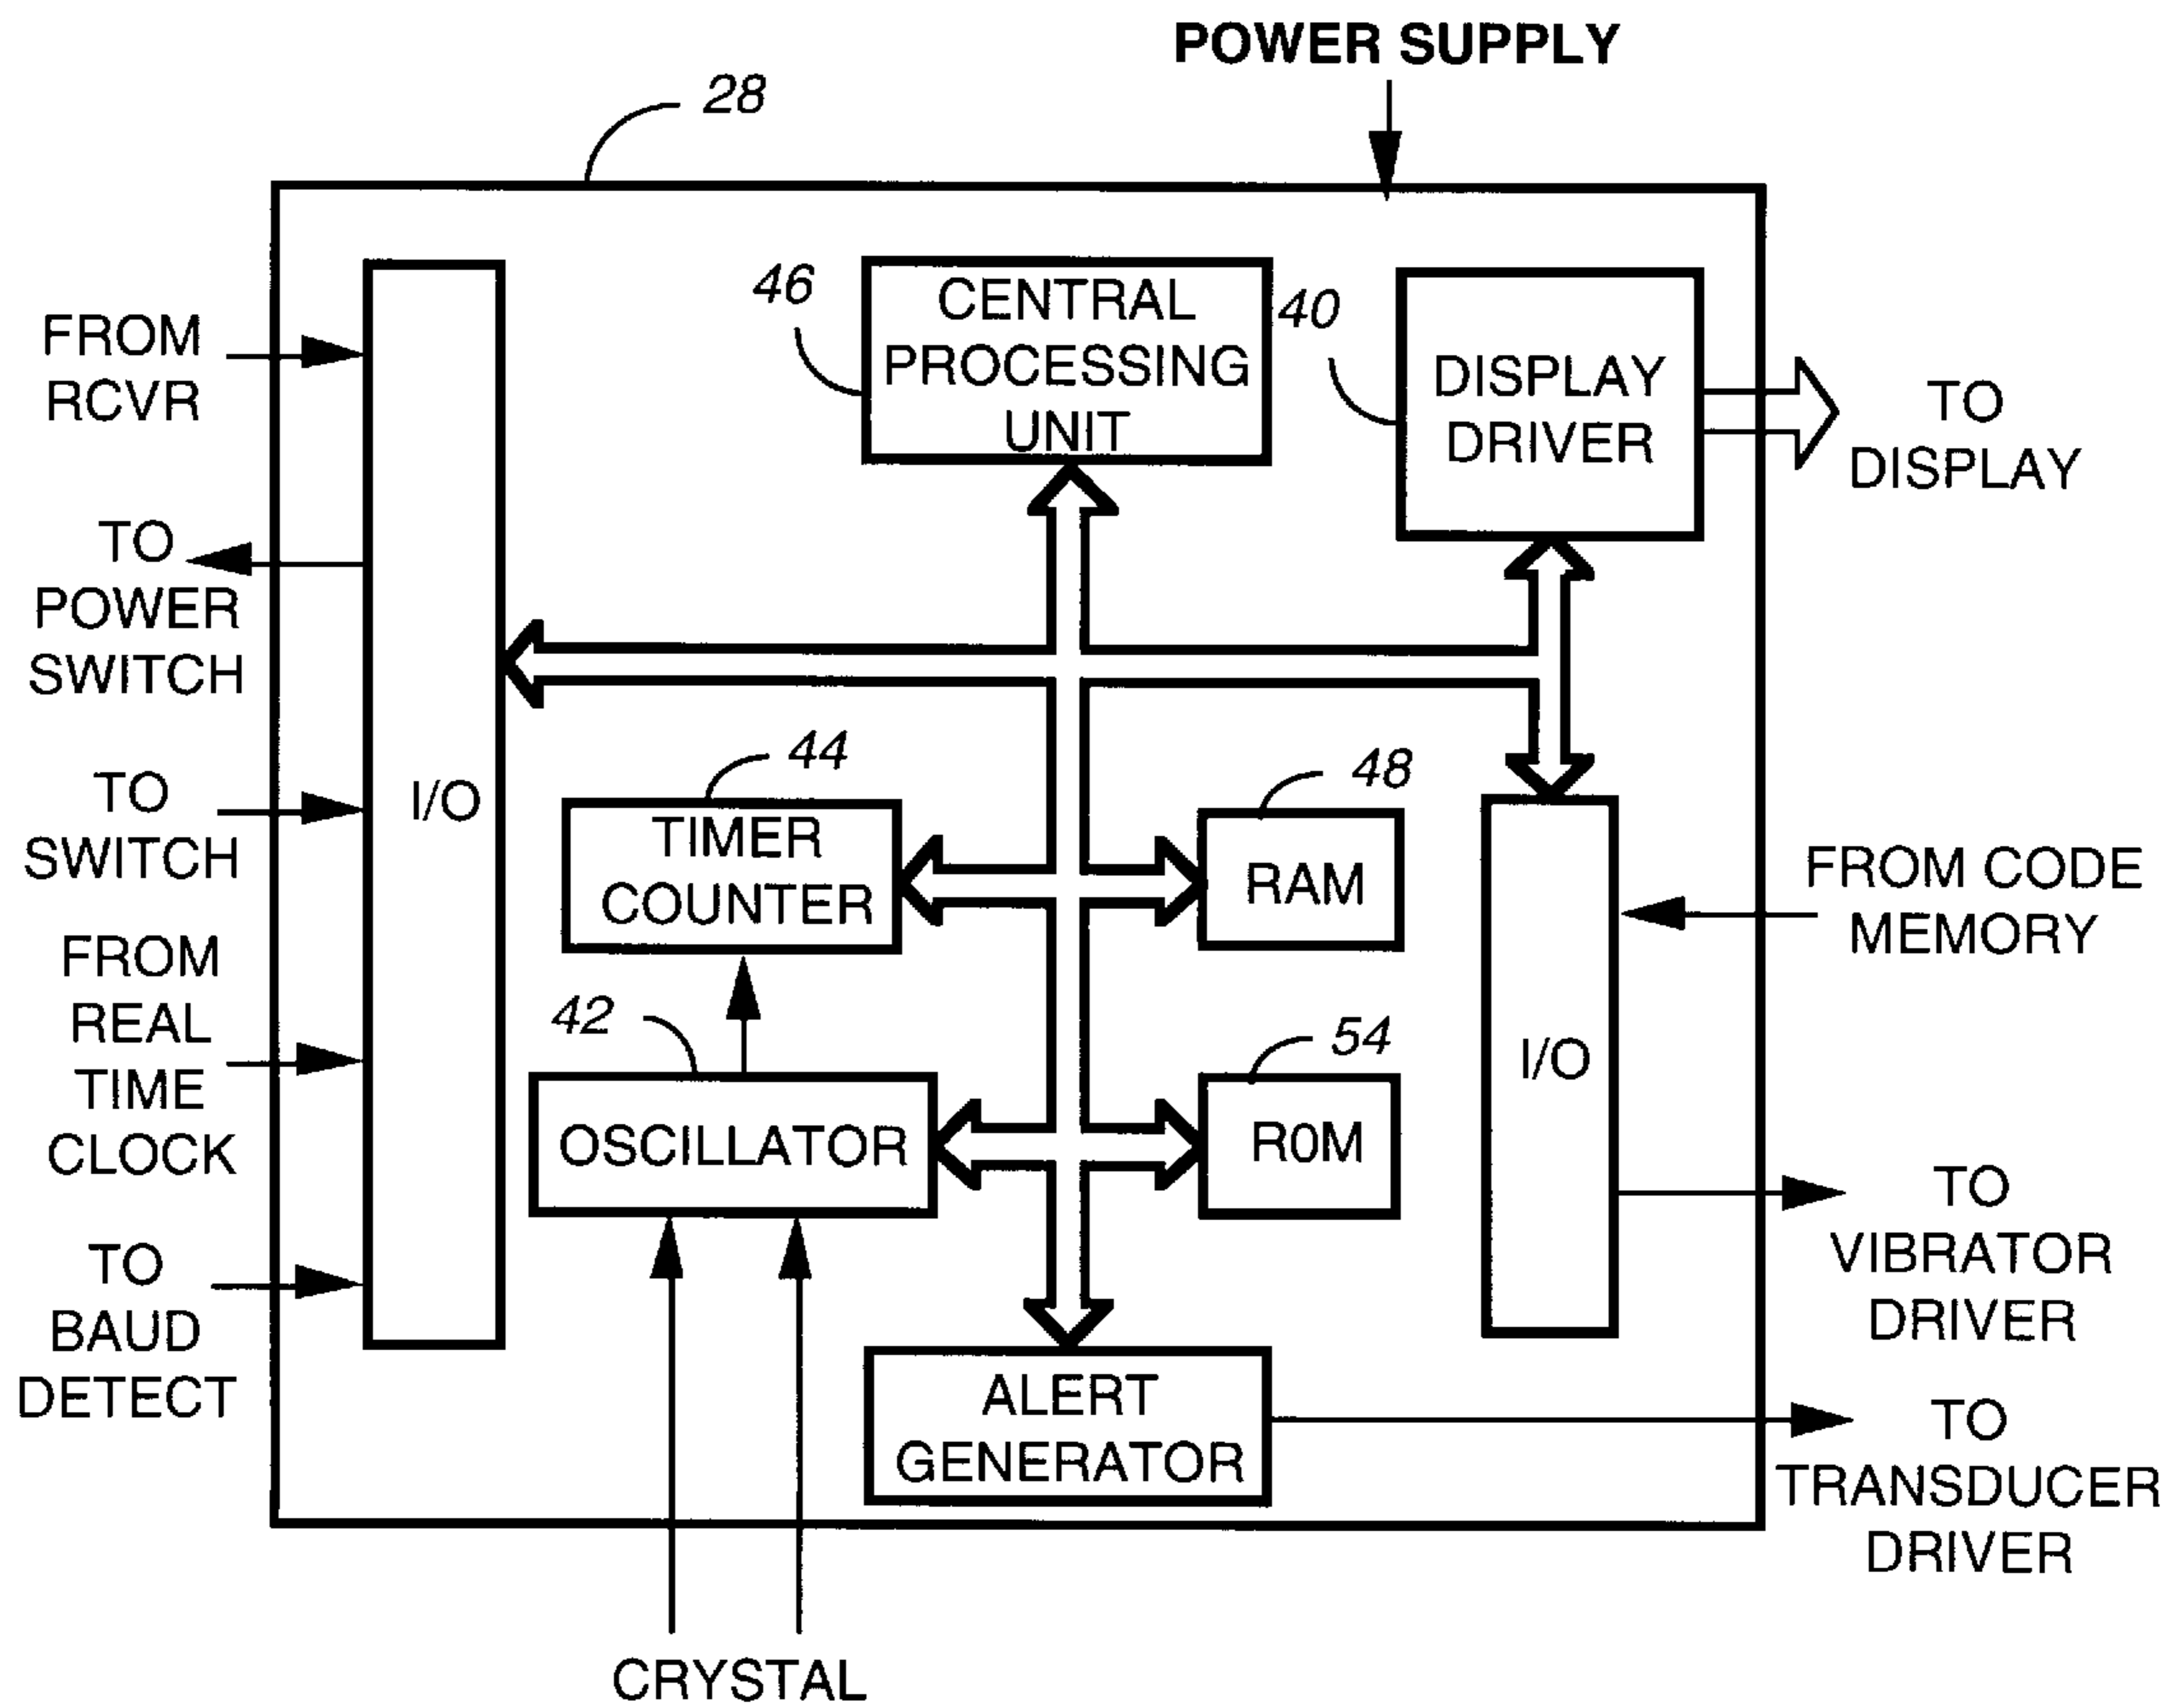 POWER SUPPLY
28
46
CENTRAL
PROCESSING
UNIT
40
DISPLAY
DRIVER
TO
DISPLAY
FROM
RCVR
TO
POWER
SWITCH
I/O
TO
SWITCH
44
TIMER
COUNTER
48
RAM
FROM CODE
MEMORY
FROM
REAL
TIME
CLOCK
42
OSCILLATOR
54
R0M
I/O
TO
VIBRATOR
DRIVER
TO
BAUD
DETECT
ALERT
GENERATOR
TO
TRANSDUCER
DRIVER
CRYSTAL